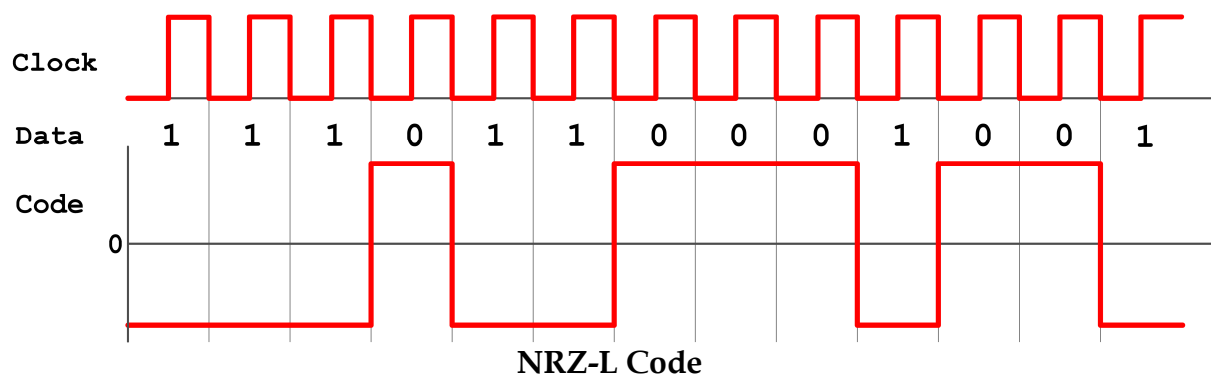 Clock
Data 1 1 1 0 1 1 0 0 0 1 0 0 1
Code
0
NRZ-L Code